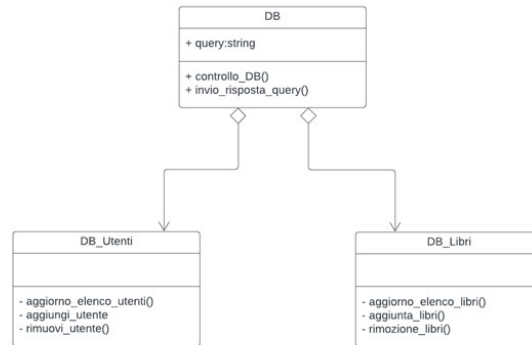 DB
+ query:string
+ controllo_DB()
+ invio_risposta_query()
DB_Utenti
- aggiorno_elenco_utenti()
- aggiungi_utente
- rimuovi_utente()
DB_Libri
- aggiorno_elenco_libri()
- aggiunta_libri()
- rimozione_libri()